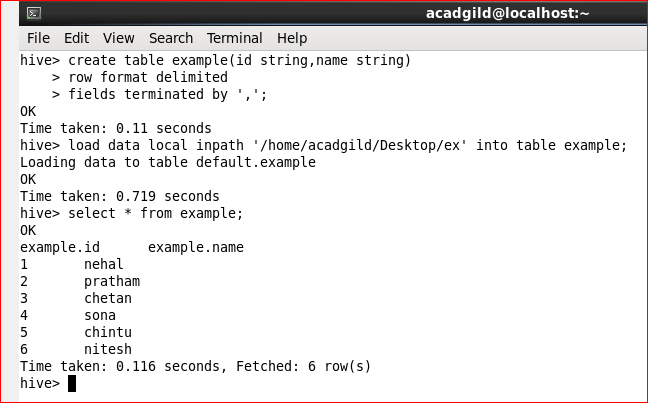 acadgild@localhost:~
File Edit View Search Terminal Help
hive> create table example(id string,name string)
    > row format delimited
    > fields terminated by ',';
OK
Time taken: 0.11 seconds
hive> load data local inpath '/home/acadgild/Desktop/ex' into table example;
Loading data to table default.example
OK
Time taken: 0.719 seconds
hive> select * from example;
OK
example.id      example.name
1       nehal
2       pratham
3       chetan
4       sona
5       chintu
6       nitesh
Time taken: 0.116 seconds, Fetched: 6 row(s)
hive>